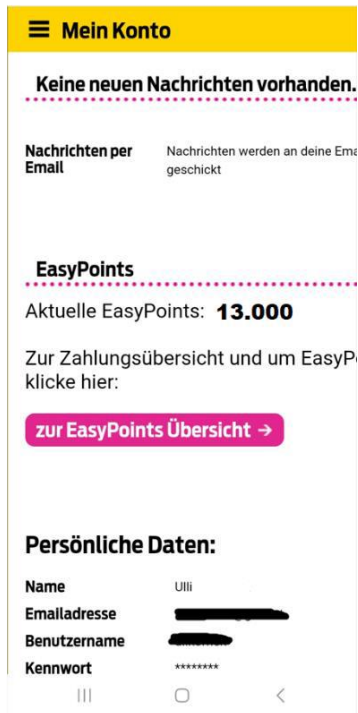 Mein Konto
Keine neuen Nachrichten vorhanden.
Nachrichten per
Email
Nachrichten werden an deine Ema
geschickt
EasyPoints
Aktuelle EasyPoints: 13.000
Zur Zahlungsübersicht und um EasyPo
klicke hier:
zur EasyPoints Übersicht →
Persönliche Daten:
Name Ulli
Emailadresse
Benutzername
Kennwort ********